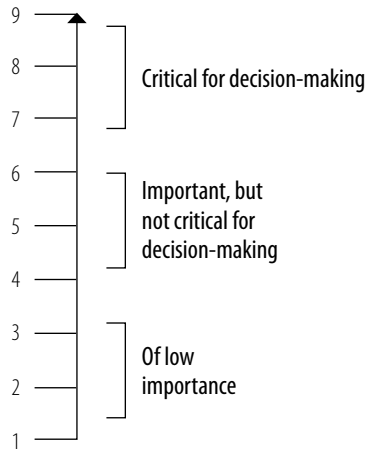 9
8
Critical for decision-making
7
6
Important, but
not critical for
decision-making
5
4
3
Of low
importance
2
1